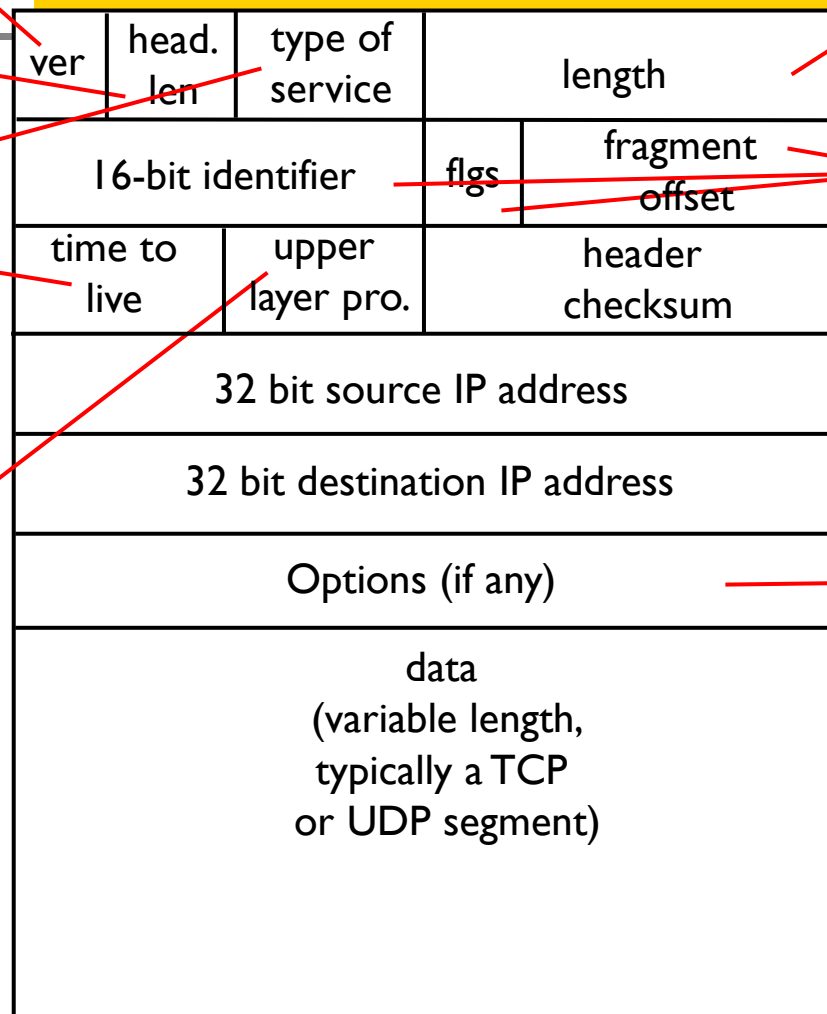 ver
head.
len
type of
service
length
16-bit identifier
flgs
fragment
offset
time to
live
upper
layer pro.
header
checksum
32 bit source IP address
32 bit destination IP address
Options (if any)
data
(variable length,
typically a TCP
or UDP segment)